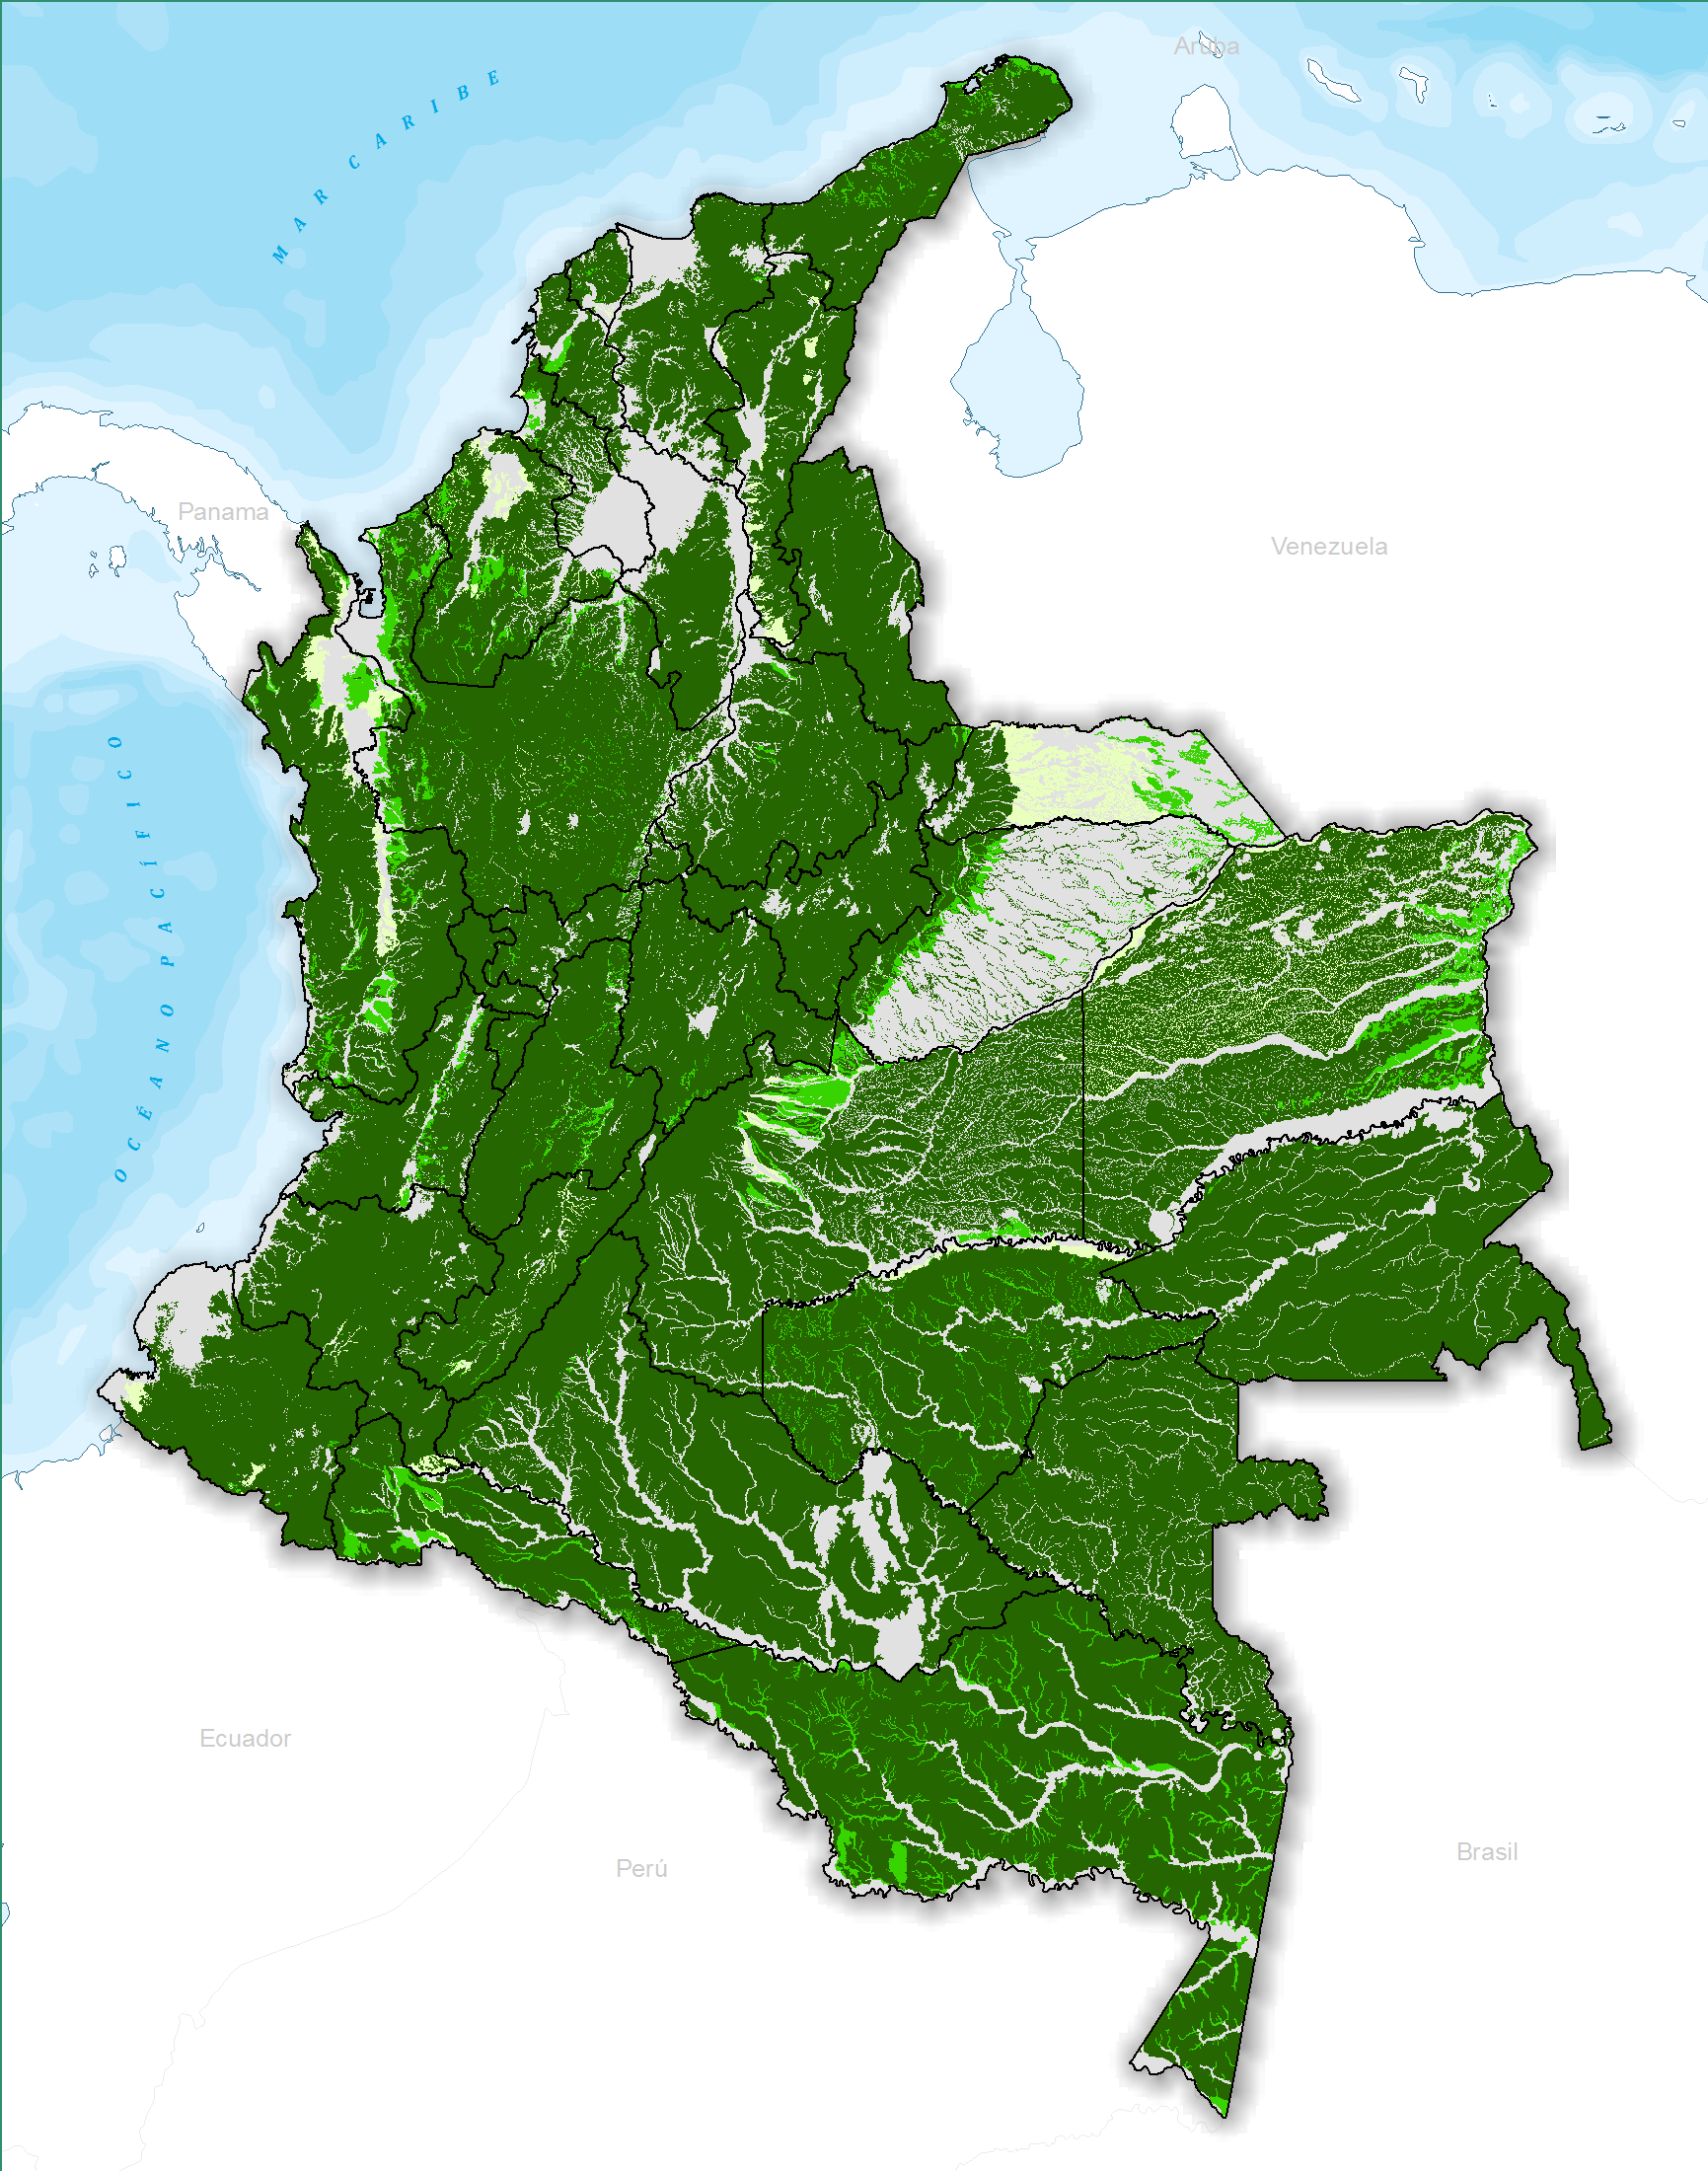 Aruba
MAR CARIBE
Panama
Venezuela
OCÉANO PACÍFICO
Ecuador
Perú
Brasil